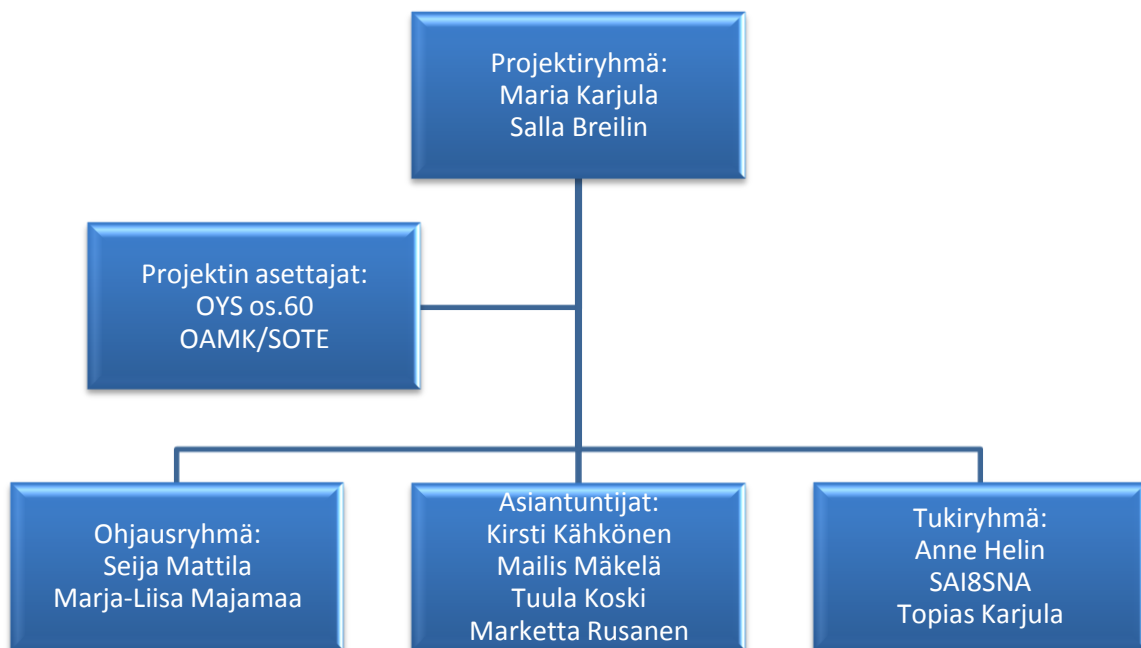 Projektiryhmä:
Maria Karjula
Salla Breilin
Projektin asettajat:
OYS os.60
OAMK/SOTE
Ohjausryhmä:
Seija Mattila
Marja-Liisa Majamaa
Asiantuntijat:
Kirsti Kähkönen
Mailis Mäkelä
Tuula Koski
Marketta Rusanen
Tukiryhmä:
Anne Helin
SAI8SNA
Topias Karjula